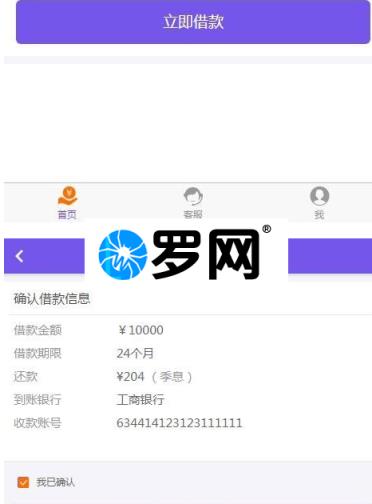 立即借款
首页 客服 我
罗网®
确认借款信息
借款金额 ￥10000
借款期限 24个月
还款 ¥204（季息）
到账银行 工商银行
收款账号 634414123123111111
我已确认